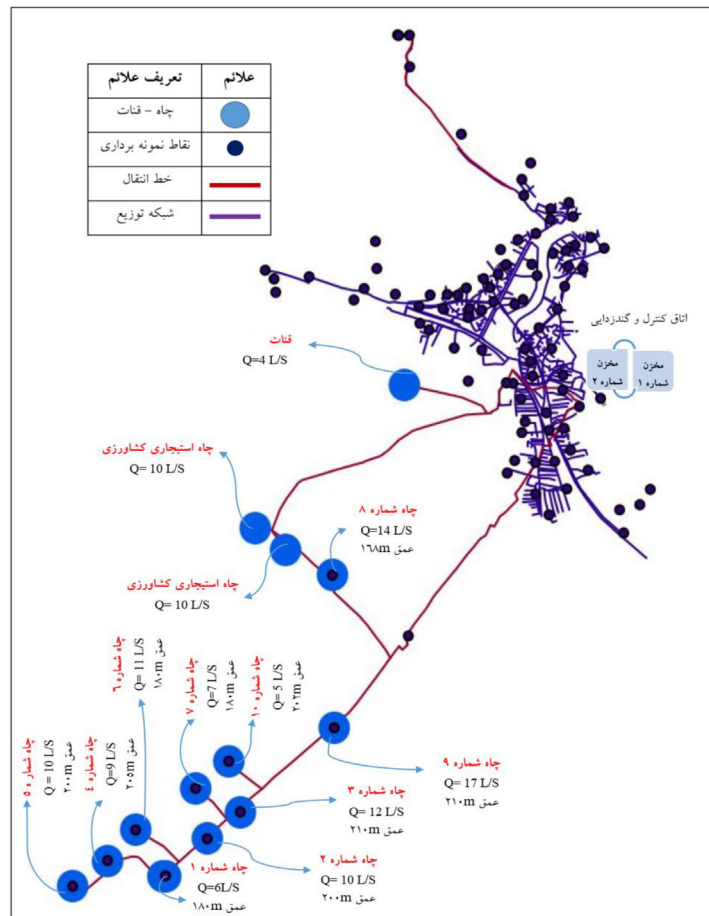 علائم
تعریف علائم
چاه - قنات
نقاط نمونه برداری
خط انتقال
شبکه توزیع
اتاق کنترل و گندزدایی
مخزن
شماره ۱
مخزن
شماره ۲
قنات
Q=4 L/S
چاه استیجاری کشاورزی
Q= 10 L/S
چاه شماره ۸
Q=14 L/S
عمق ۱۶۸m
چاه استیجاری کشاورزی
Q= 10 L/S
چاه شماره ۶
Q= 11 L/S
عمق ۱۸۰m
چاه شماره ۷
Q=7 L/S
عمق ۱۸۰m
چاه شماره ۱۰
Q= 5 L/S
عمق ۲۰۲m
چاه شماره ۵
Q = 10 L/S
عمق ۲۰۰m
چاه شماره ۴
Q=9 L/S
عمق ۲۰۵m
چاه شماره ۹
Q= 17 L/S
عمق ۲۱۰m
چاه شماره ۳
Q= 12 L/S
عمق ۲۱۰m
چاه شماره ۲
Q= 10 L/S
عمق ۲۰۰m
چاه شماره ۱
Q=6L/S
عمق ۱۸۰m